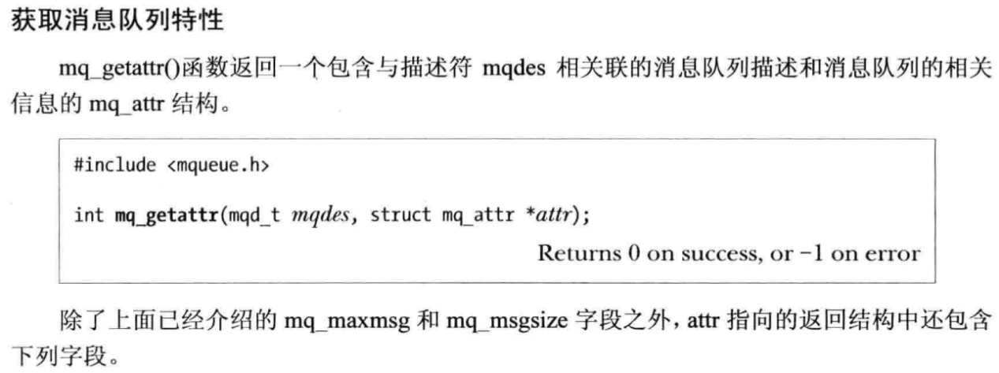 获取消息队列特性
mq_getattr()函数返回一个包含与描述符 mqdes 相关联的消息队列描述和消息队列的相关
信息的 mq_attr 结构。
#include <mqueue.h>
int mq_getattr(mqd_t mqdes, struct mq_attr *attr);
Returns 0 on success, or −1 on error
除了上面已经介绍的 mq_maxmsg 和 mq_msgsize 字段之外，attr 指向的返回结构中还包含
下列字段。